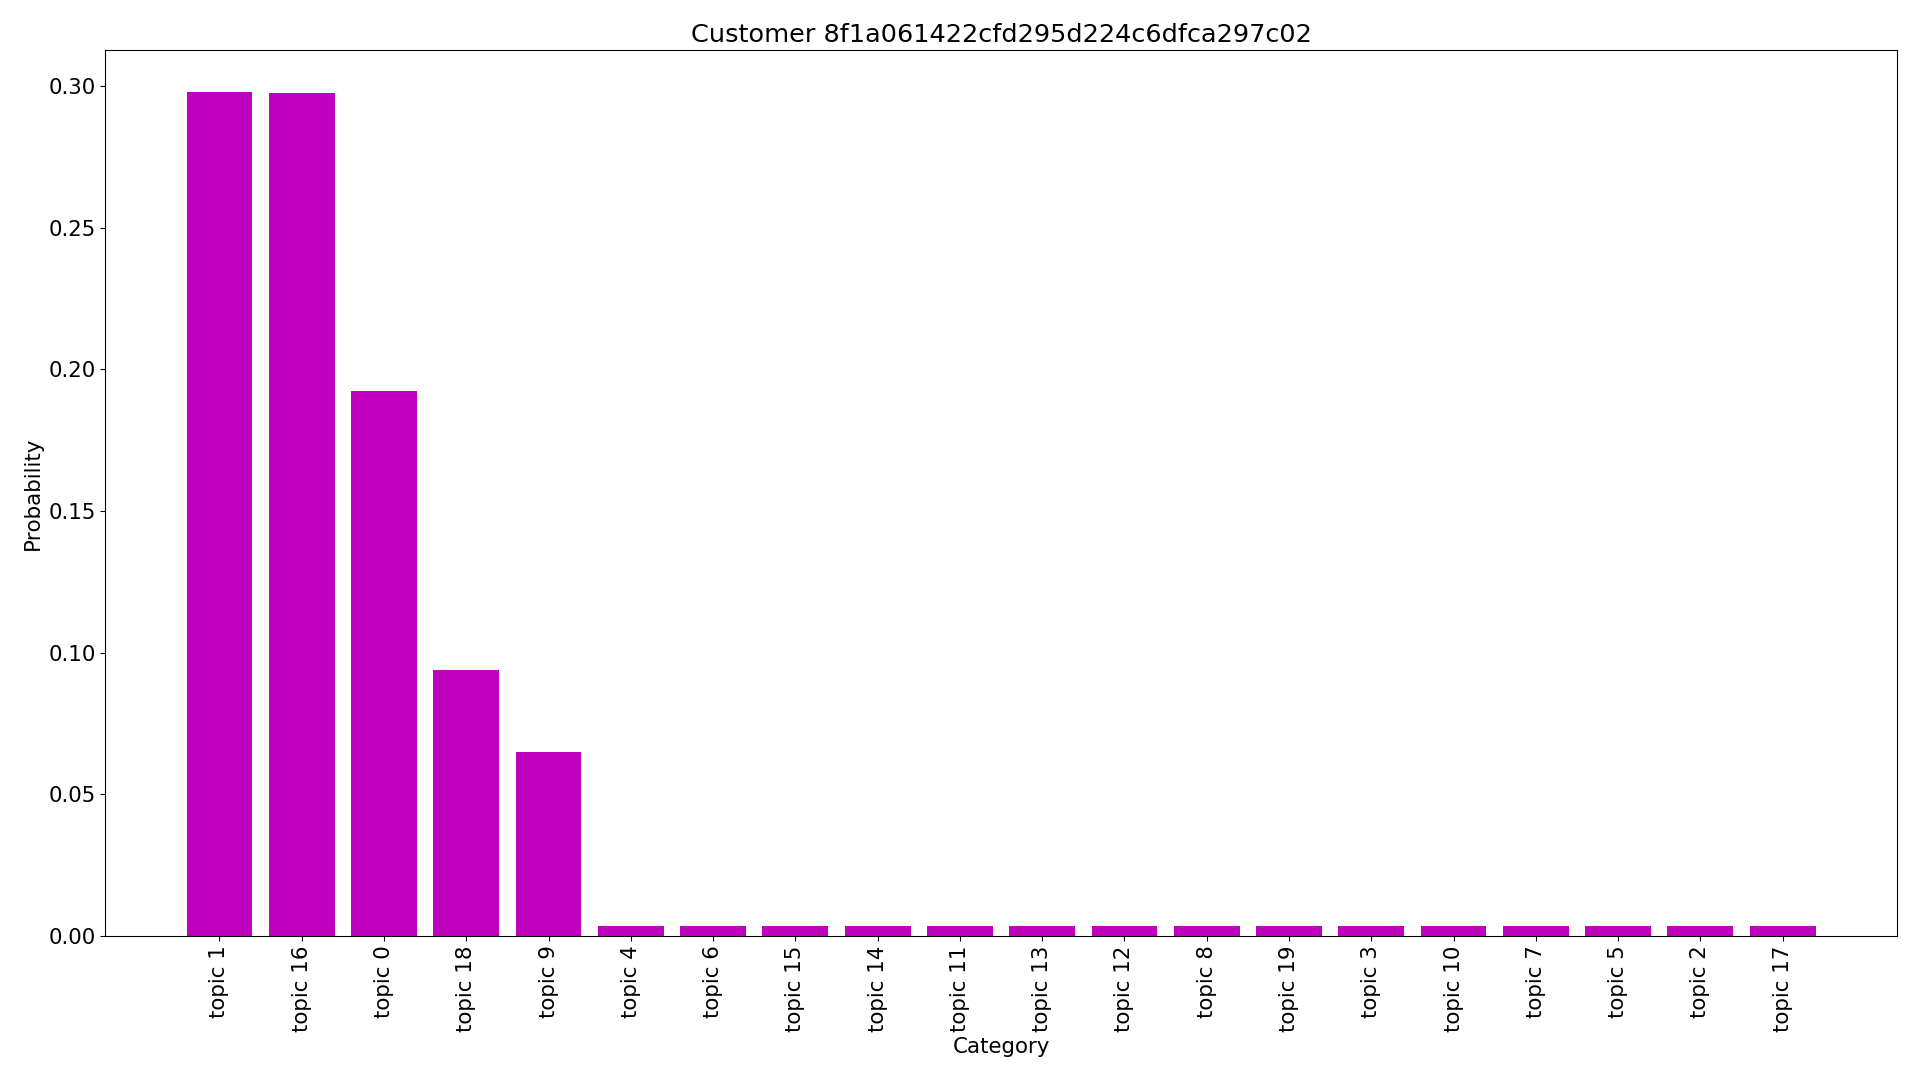 Customer 8f1a061422cfd295d224c6dfca297c02
Probability
0.30
0.25
0.20
0.15
0.10
0.05
0.00
topic 1
topic 16
topic 0
topic 18
topic 9
topic 4
topic 6
topic 15
topic 14
topic 11
topic 13
topic 12
topic 8
topic 19
topic 3
topic 10
topic 7
topic 5
topic 2
topic 17
Category